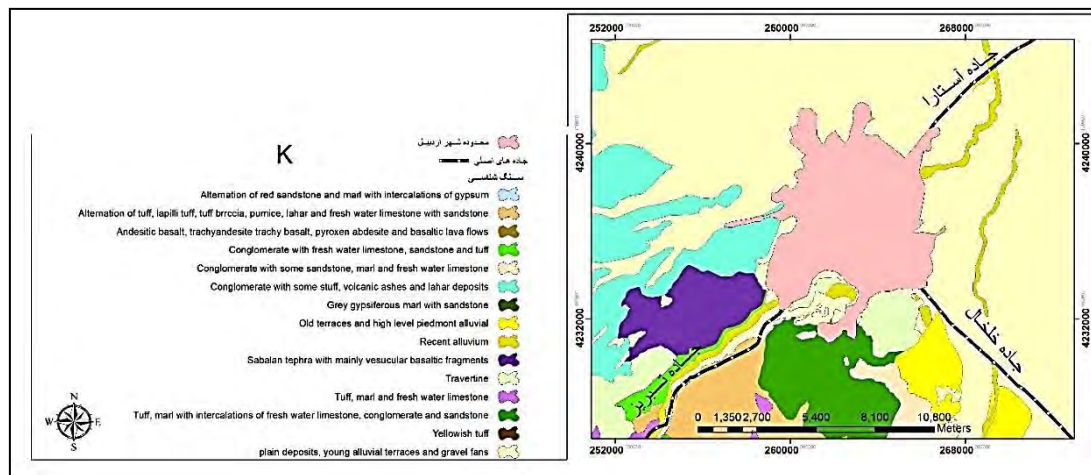 K
محدوده شهر اردبیل
جاده های اصلی
سنگ شناسی
Alternation of red sandstone and marl with intercalations of gypsum
Alternation of tuff, lapilli tuf, tuf brrccia, pumice, lahar and fresh water limestone with sandstone
Andesitic basalt, trachyandesite trachy basalt, pyroxen abdesite and basaltic lava flows
Conglomerate with fresh water limestone, sandstone and tuff
Conglomerate with some sandstone, marl and fresh water limestone
Conglomerate with some stuff, volcanic ashes and lahar deposits
Grey gypsiferous marl with sandstone
Old terraces and high level piedmont alluvial
Recent alluvium
Sabalan tephra with mainly vesucular basaltic fragments
Travertine
Tuff, marl and fresh water limestone
Tuff, marl with intercalations of fresh water limestone, conglomerate and sandstone
Yellowish tuff
plain deposits, young alluvial terraces and gravel fans
N
W E
S
252000 260000 268000
جاده آستارا
4240000 4240000
4232000 4232000
جاده خلخال
جاده تبریز
0 1,350 2,700 5,400 8,100 10,800
Meters
252000 260000 268000